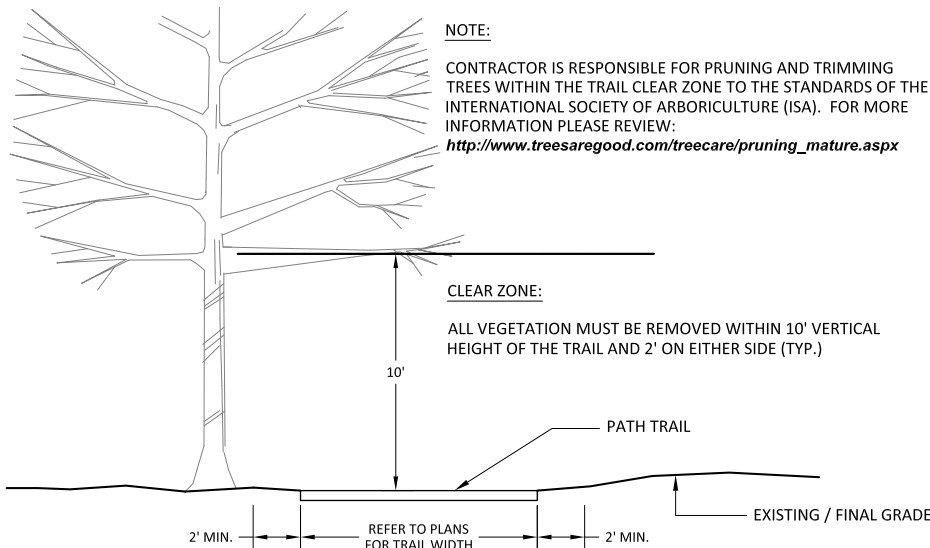 NOTE:
CONTRACTOR IS RESPONSIBLE FOR PRUNING AND TRIMMING
TREES WITHIN THE TRAIL CLEAR ZONE TO THE STANDARDS OF THE
INTERNATIONAL SOCIETY OF ARBORICULTURE (ISA). FOR MORE
INFORMATION PLEASE REVIEW:
http://www.treesaregood.com/treecare/pruning_mature.aspx
CLEAR ZONE:
ALL VEGETATION MUST BE REMOVED WITHIN 10' VERTICAL
HEIGHT OF THE TRAIL AND 2' ON EITHER SIDE (TYP.)
10'
PATH TRAIL
EXISTING / FINAL GRADE
2' MIN.
REFER TO PLANS
FOR TRAIL WIDTH
2' MIN.